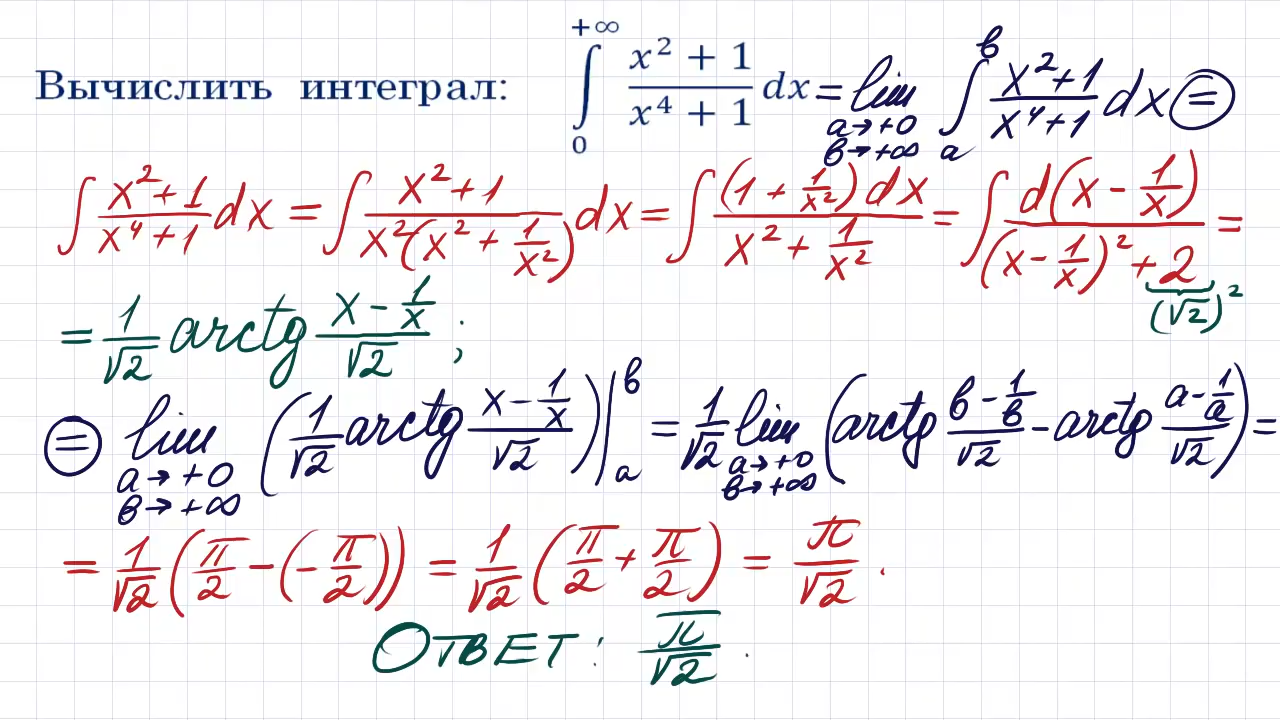 Вычислить интеграл: ∫₀^{+∞} (x² + 1)/(x⁴ + 1) dx = lim_{a→+0, b→+∞} ∫ₐᵇ (x²+1)/(x⁴+1) dx ⊜
∫ (x²+1)/(x⁴+1) dx = ∫ (x²+1)/(x²(x² + 1/x²)) dx = ∫ ((1 + 1/x²) dx)/(x² + 1/x²) = ∫ d(x − 1/x)/((x − 1/x)² + 2) =
(√2)²
= 1/√2 arctg (x − 1/x)/√2 ;
⊜ lim_{a→+0, b→+∞} (1/√2 arctg (x − 1/x)/√2)|ₐᵇ = 1/√2 lim_{a→+0, b→+∞} (arctg (b − 1/b)/√2 − arctg (a − 1/a)/√2) =
= 1/√2 (π/2 − (−π/2)) = 1/√2 (π/2 + π/2) = π/√2 .
ОТВЕТ: π/√2 .